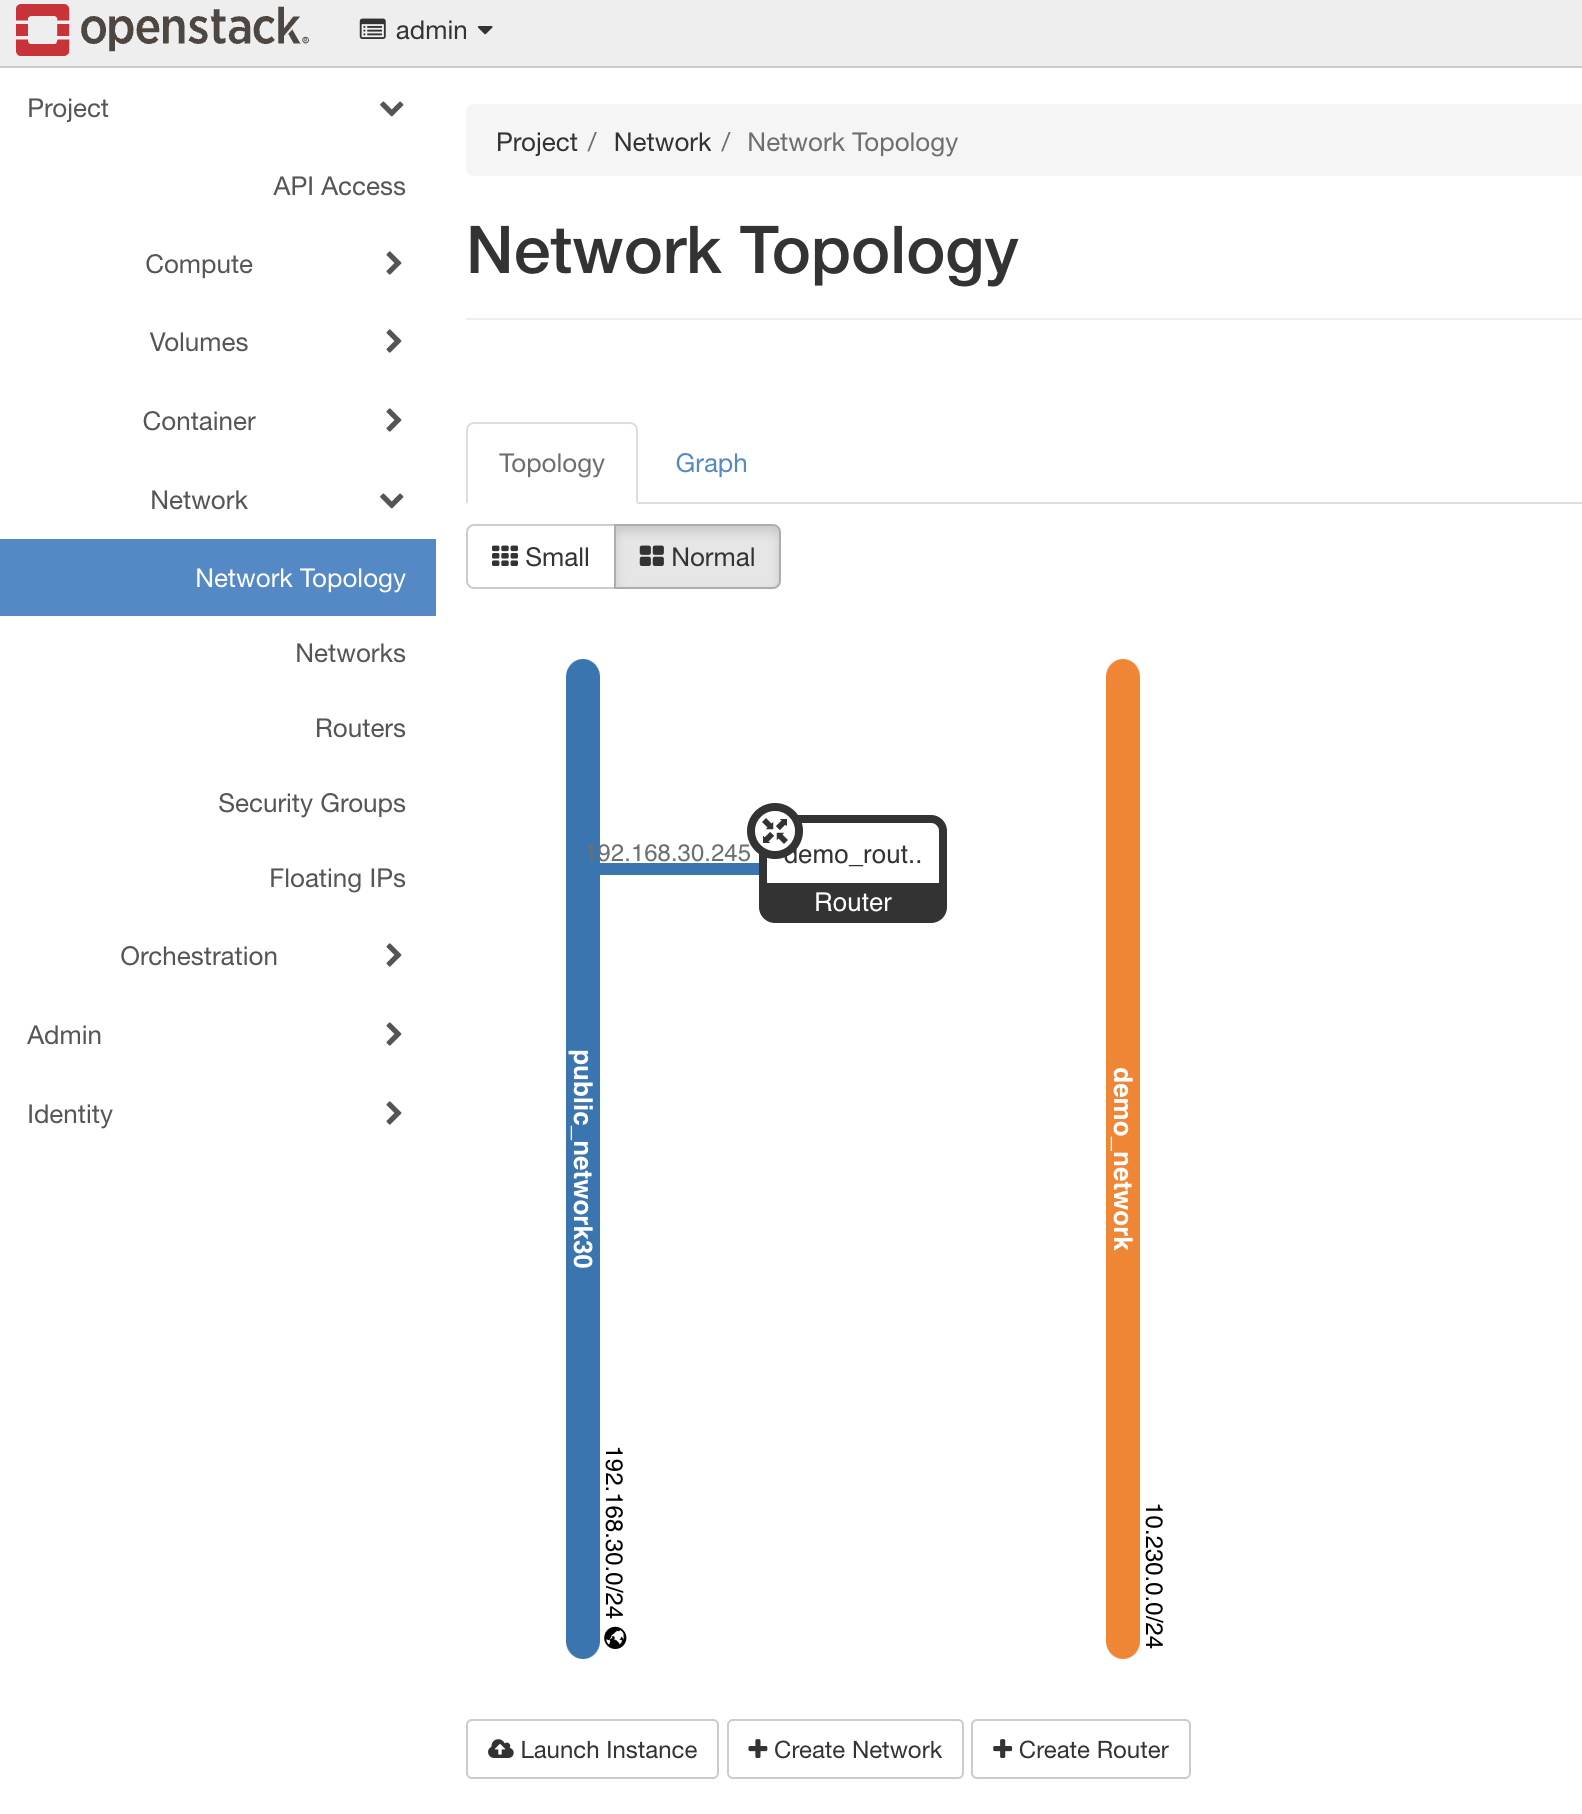 openstack.
admin
Project
API Access
Compute
Volumes
Container
Network
Network Topology
Networks
Routers
Security Groups
Floating IPs
Orchestration
Admin
Identity
Project / Network / Network Topology
Network Topology
Topology
Graph
Small
Normal
192.168.30.245
demo_rout..
Router
public_network30
192.168.30.0/24
demo_network
10.230.0.0/24
Launch Instance
Create Network
Create Router